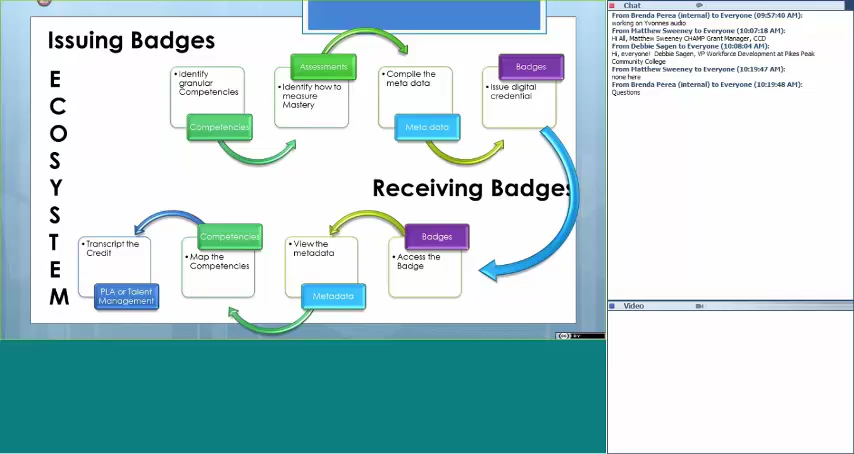 Issuing Badges
E
C
O
S
Y
S
T
E
M
• Identify
granular
Competencies
Competencies
Assessments
• Identify how to
measure
Mastery
• Compile the
meta data
Meta data
Badges
• Issue digital
credential
Receiving Badges
• Transcript the
Credit
PLA or Talent
Management
Competencies
• Map the
Competencies
• View the
metadata
Metadata
Badges
• Access the
Badge
BY
Chat
From Brenda Perea (internal) to Everyone (09:57:40 AM):
working on Yvonnes audio
From Matthew Sweeney to Everyone (10:07:18 AM):
Hi All, Matthew Sweeney CHAMP Grant Manager, CCD
From Debbie Sagen to Everyone (10:08:04 AM):
Hi, everyone! Debbie Sagen, VP Workforce Development at Pikes Peak
Community College
From Matthew Sweeney to Everyone (10:19:47 AM):
none here
From Brenda Perea (internal) to Everyone (10:19:48 AM):
Questions
Video